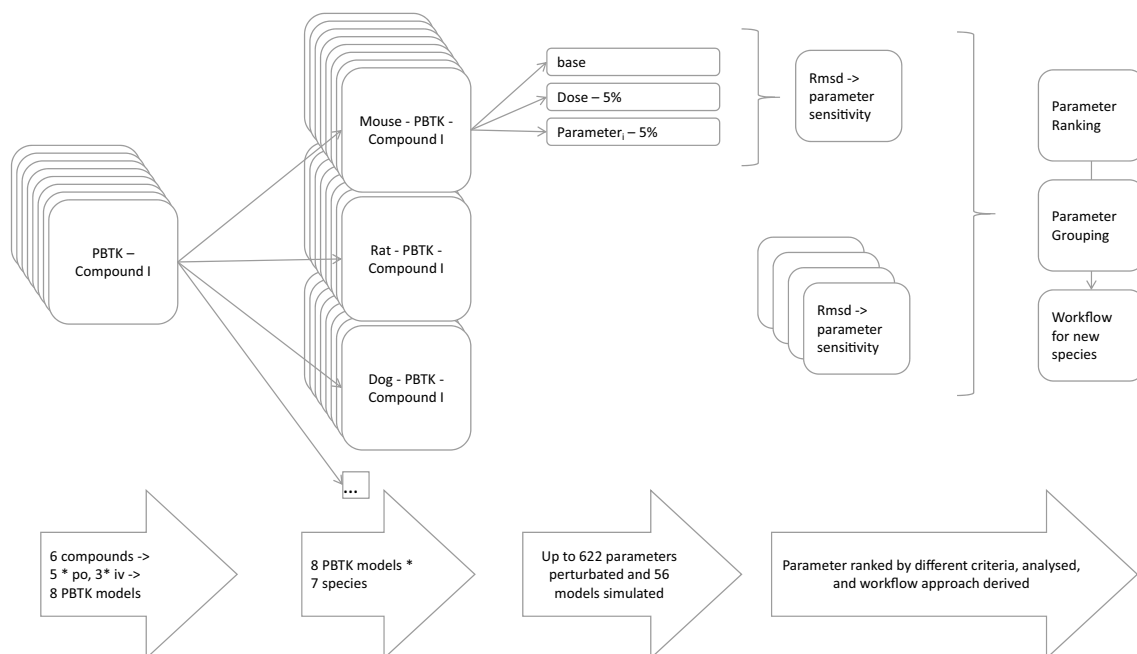 PBTK –
Compound I
Mouse - PBTK -
Compound I
Rat - PBTK -
Compound I
Dog - PBTK -
Compound I
...
base
Dose – 5%
Parameterᵢ – 5%
Rmsd ->
parameter
sensitivity
Rmsd ->
parameter
sensitivity
Parameter
Ranking
Parameter
Grouping
Workflow
for new
species
6 compounds ->
5 * po, 3* iv ->
8 PBTK models
8 PBTK models *
7 species
Up to 622 parameters
perturbated and 56
models simulated
Parameter ranked by different criteria, analysed,
and workflow approach derived